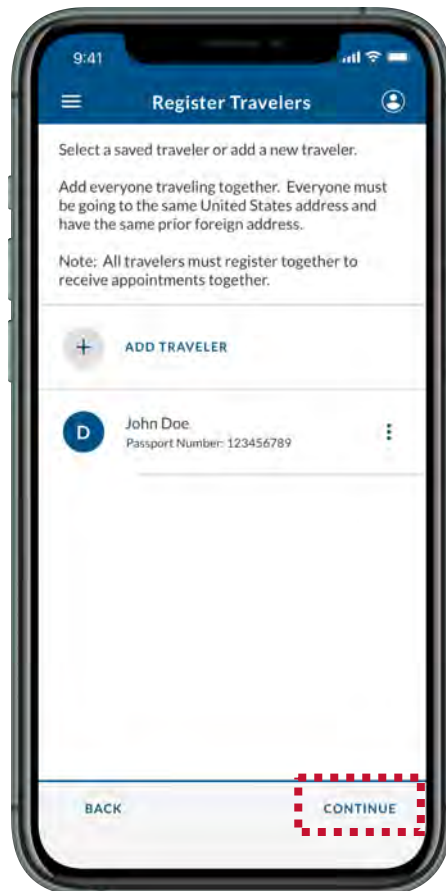 9:41
Register Travelers
Select a saved traveler or add a new traveler.
Add everyone traveling together. Everyone must
be going to the same United States address and
have the same prior foreign address.
Note: All travelers must register together to
receive appointments together.
+ ADD TRAVELER
D
John Doe
Passport Number: 123456789
BACK
CONTINUE